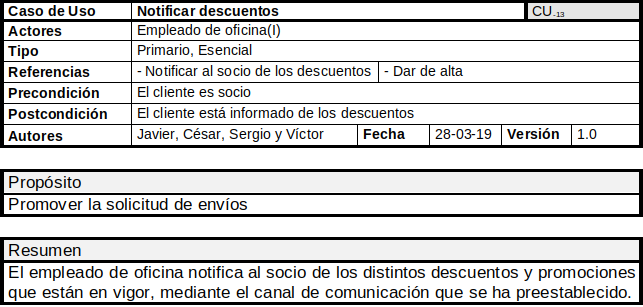 Caso de Uso Notificar descuentos CU-13
Actores Empleado de oficina(I)
Tipo Primario, Esencial
Referencias - Notificar al socio de los descuentos - Dar de alta
Precondición El cliente es socio
Postcondición El cliente está informado de los descuentos
Autores Javier, César, Sergio y Víctor Fecha 28-03-19 Versión 1.0
Propósito
Promover la solicitud de envíos
Resumen
El empleado de oficina notifica al socio de los distintos descuentos y promociones
que están en vigor, mediante el canal de comunicación que se ha preestablecido.